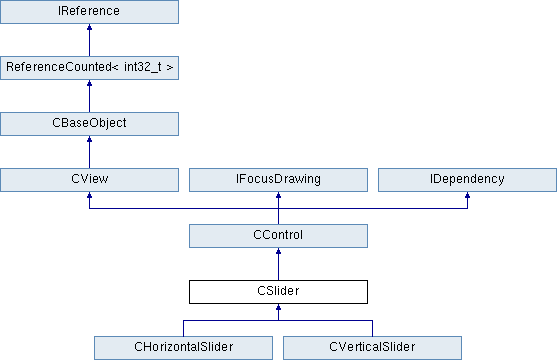 IReference
ReferenceCounted< int32_t >
CBaseObject
CView
IFocusDrawing
IDependency
CControl
CSlider
CHorizontalSlider
CVerticalSlider